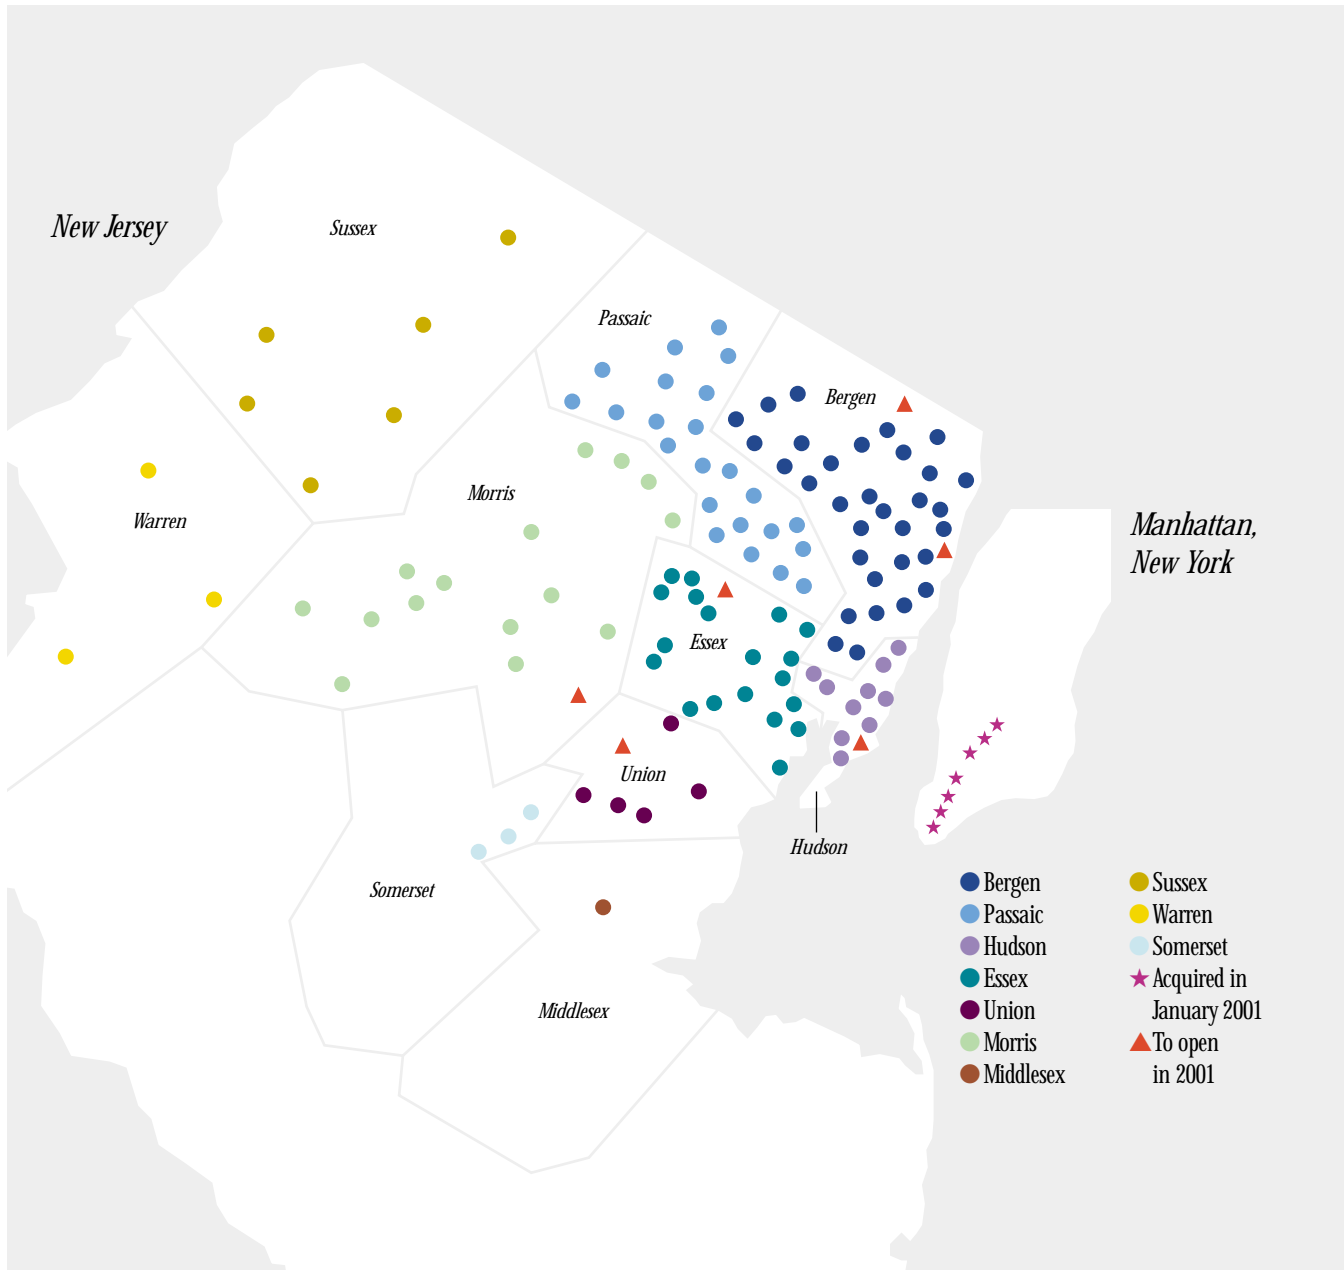 New Jersey
Sussex
Passaic
Bergen
Morris
Warren
Manhattan,
New York
Essex
Union
Hudson
Somerset
Middlesex
Bergen
Passaic
Hudson
Essex
Union
Morris
Middlesex
Sussex
Warren
Somerset
Acquired in
January 2001
To open
in 2001